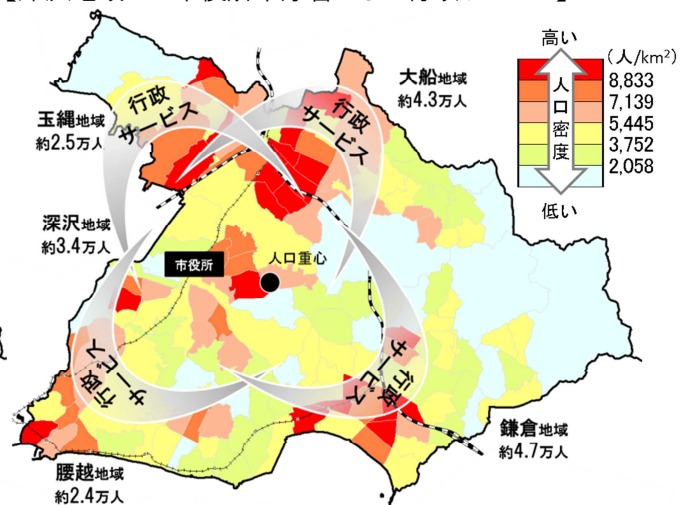 高い
(人/km²)
8,833
7,139
5,445
3,752
2,058
人口密度
低い
大船地域
約4.3万人
玉縄地域
約2.5万人
行政
サービス
行政
サービス
深沢地域
約3.4万人
市役所
人口重心
行政
サービス
行政
サービス
鎌倉地域
約4.7万人
腰越地域
約2.4万人